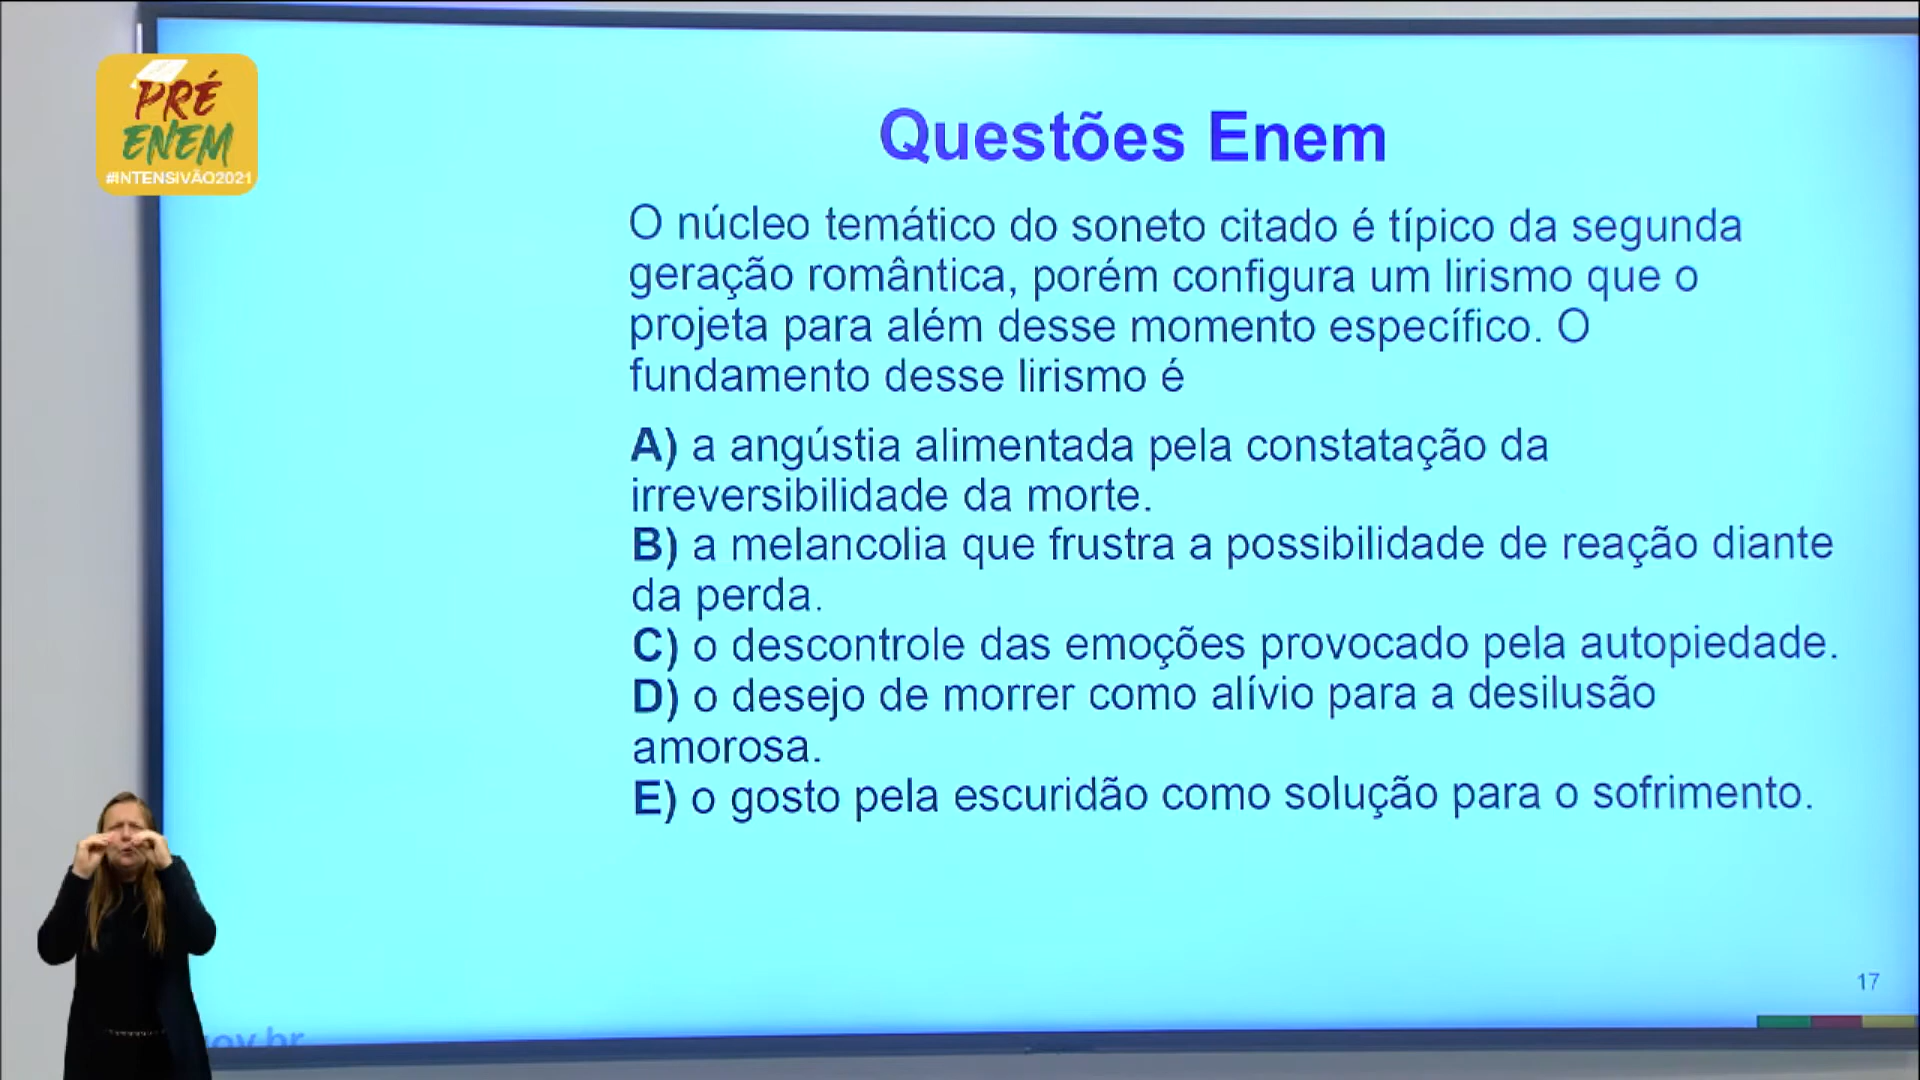 PRÉ
ENEM
#INTENSIVÃO2021
Questões Enem
O núcleo temático do soneto citado é típico da segunda
geração romântica, porém configura um lirismo que o
projeta para além desse momento específico. O
fundamento desse lirismo é
A) a angústia alimentada pela constatação da
irreversibilidade da morte.
B) a melancolia que frustra a possibilidade de reação diante
da perda.
C) o descontrole das emoções provocado pela autopiedade.
D) o desejo de morrer como alívio para a desilusão
amorosa.
E) o gosto pela escuridão como solução para o sofrimento.
17
gov.br